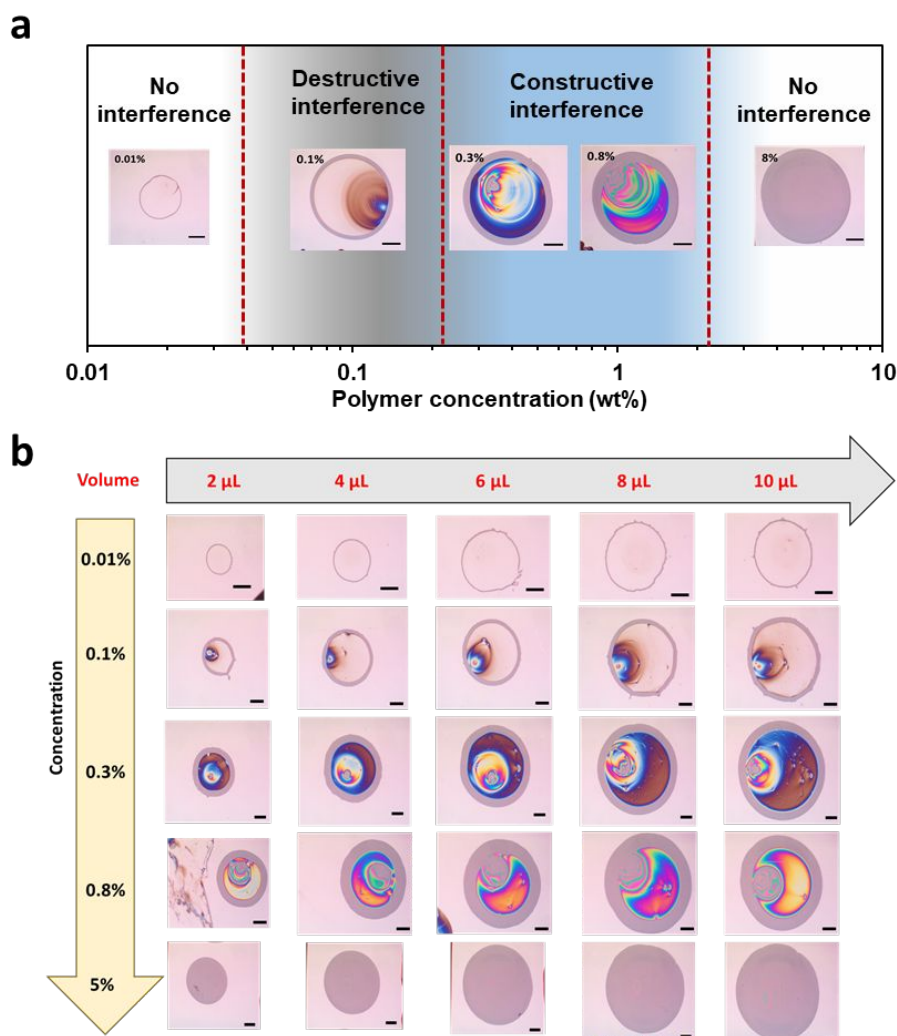 a
No
interference
Destructive
interference
Constructive
interference
No
interference
0.01%
0.1%
0.3%
0.8%
8%
0.01
0.1
1
10
Polymer concentration (wt%)
b
Volume
2 µL
4 µL
6 µL
8 µL
10 µL
Concentration
0.01%
0.1%
0.3%
0.8%
5%